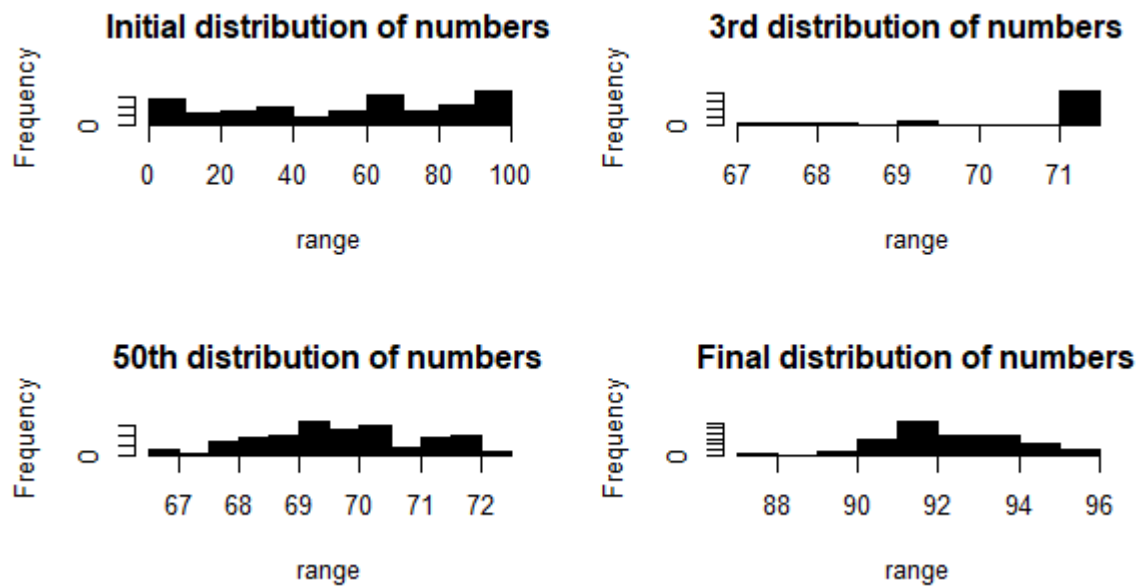 Initial distribution of numbers
Frequency
0
0 20 40 60 80 100
range
3rd distribution of numbers
Frequency
0
67 68 69 70 71
range
50th distribution of numbers
Frequency
0
67 68 69 70 71 72
range
Final distribution of numbers
Frequency
0
88 90 92 94 96
range